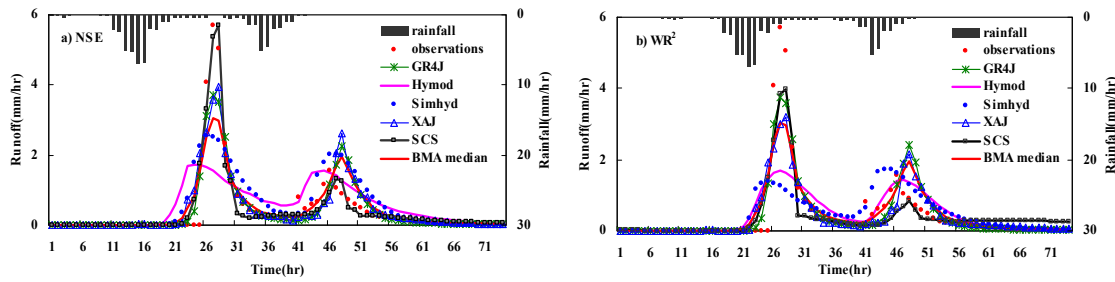 a) NSE
Runoff(mm/hr)
6
4
2
0
0
10
20
30
Rainfall(mm/hr)
rainfall
observations
GR4J
Hymod
Simhyd
XAJ
SCS
BMA median
1 6 11 16 21 26 31 36 41 46 51 56 61 66 71
Time(hr)
b) WR²
Runoff(mm/hr)
6
4
2
0
0
10
20
30
Rainfall(mm/hr)
rainfall
observations
GR4J
Hymod
Simhyd
XAJ
SCS
BMA median
1 6 11 16 21 26 31 36 41 46 51 56 61 66 71
Time(hr)